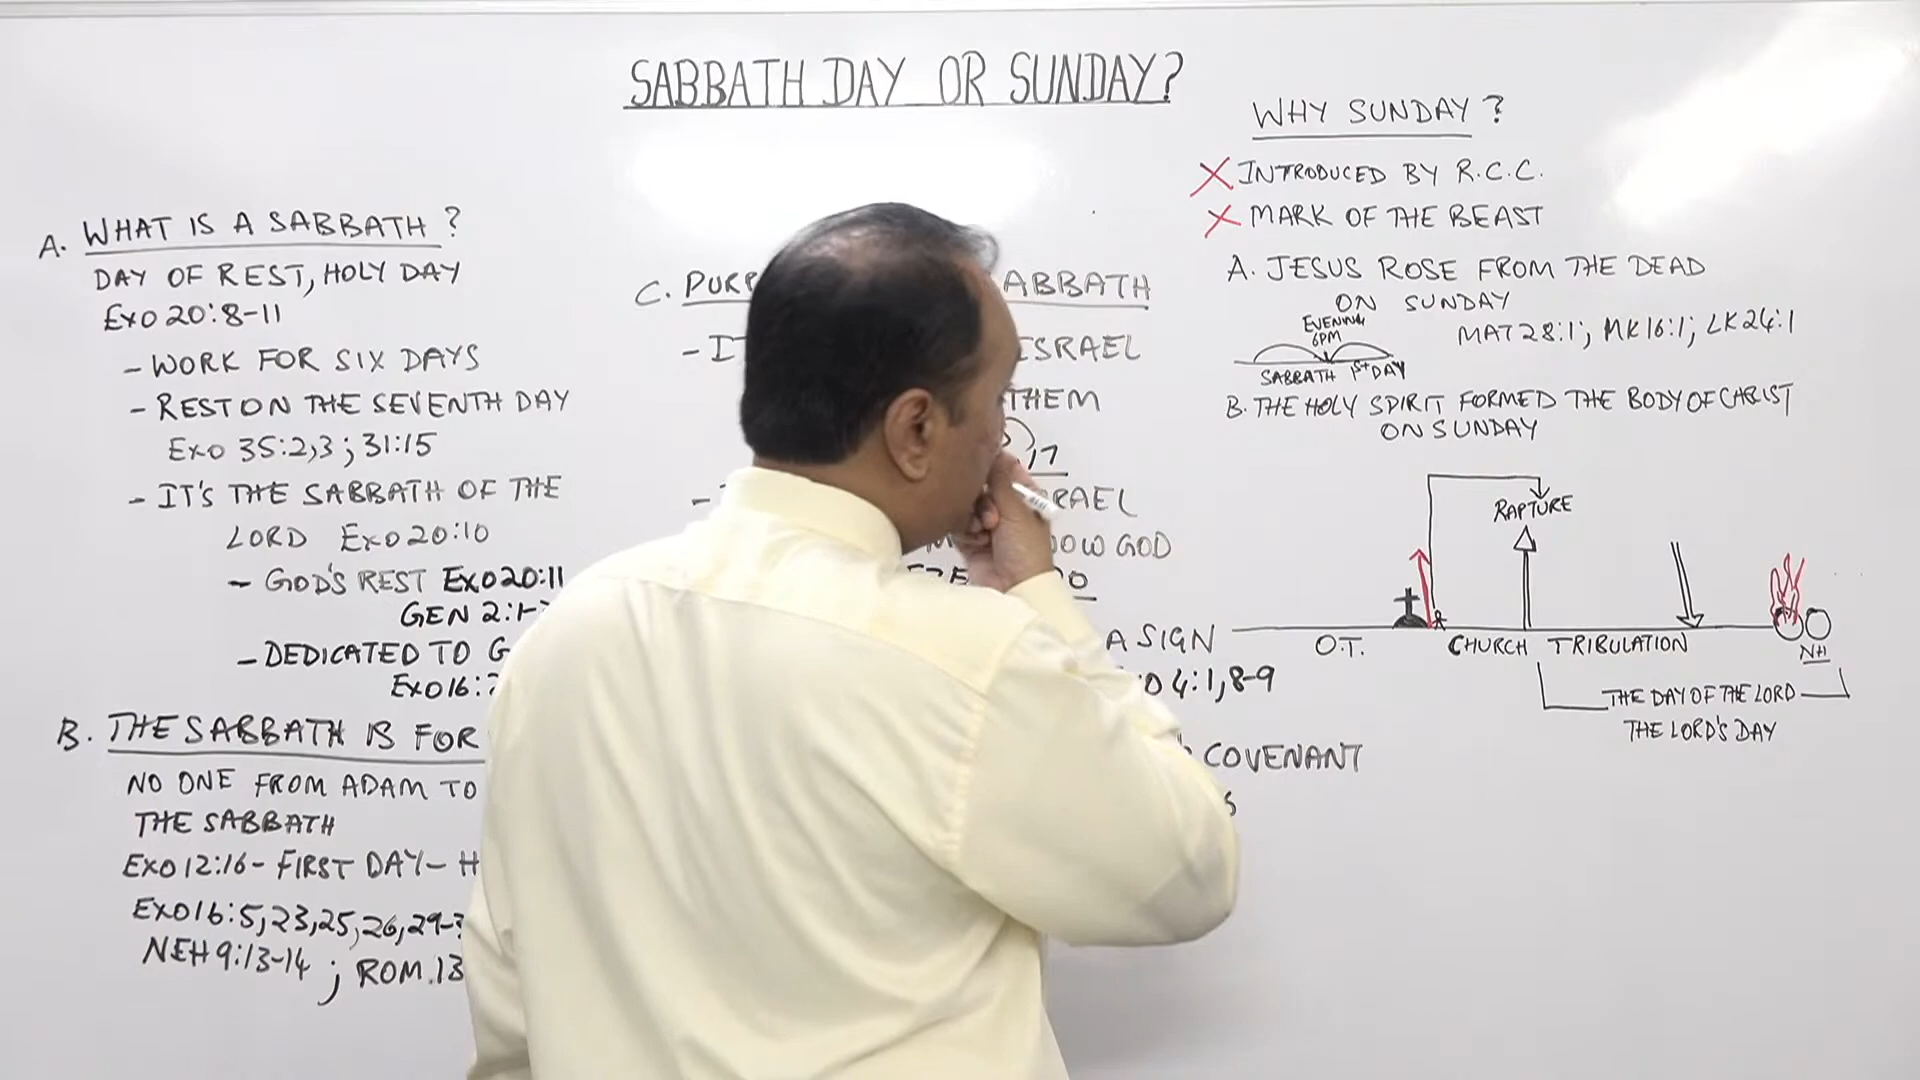 SABBATH DAY OR SUNDAY?
A. WHAT IS A SABBATH?
DAY OF REST, HOLY DAY
EXO 20:8-11
- WORK FOR SIX DAYS
- REST ON THE SEVENTH DAY
EXO 35:2,3; 31:15
- IT'S THE SABBATH OF THE
LORD EXO 20:10
- GOD'S REST EXO 20:11
GEN 2:1-
- DEDICATED TO G
EXO 16:
B. THE SABBATH IS FOR
NO ONE FROM ADAM TO
THE SABBATH
EXO 12:16 - FIRST DAY - H
EXO 16:5,23,25,26,29-3
NEH 9:13-14 ; ROM. 13
C. PURP ABBATH
- I ISRAEL
THEM
,17
- RAEL
OW GOD
EZE 0
A SIGN
O 4:1,8-9
COVENANT
S
WHY SUNDAY?
X INTRODUCED BY R.C.C.
X MARK OF THE BEAST
A. JESUS ROSE FROM THE DEAD
ON SUNDAY
MAT 28:1; MK 16:1; LK 24:1
EVENING
6PM
SABBATH 1ST DAY
B. THE HOLY SPIRIT FORMED THE BODY OF CHRIST
ON SUNDAY
RAPTURE
O.T. CHURCH TRIBULATION NH
THE DAY OF THE LORD
THE LORD'S DAY